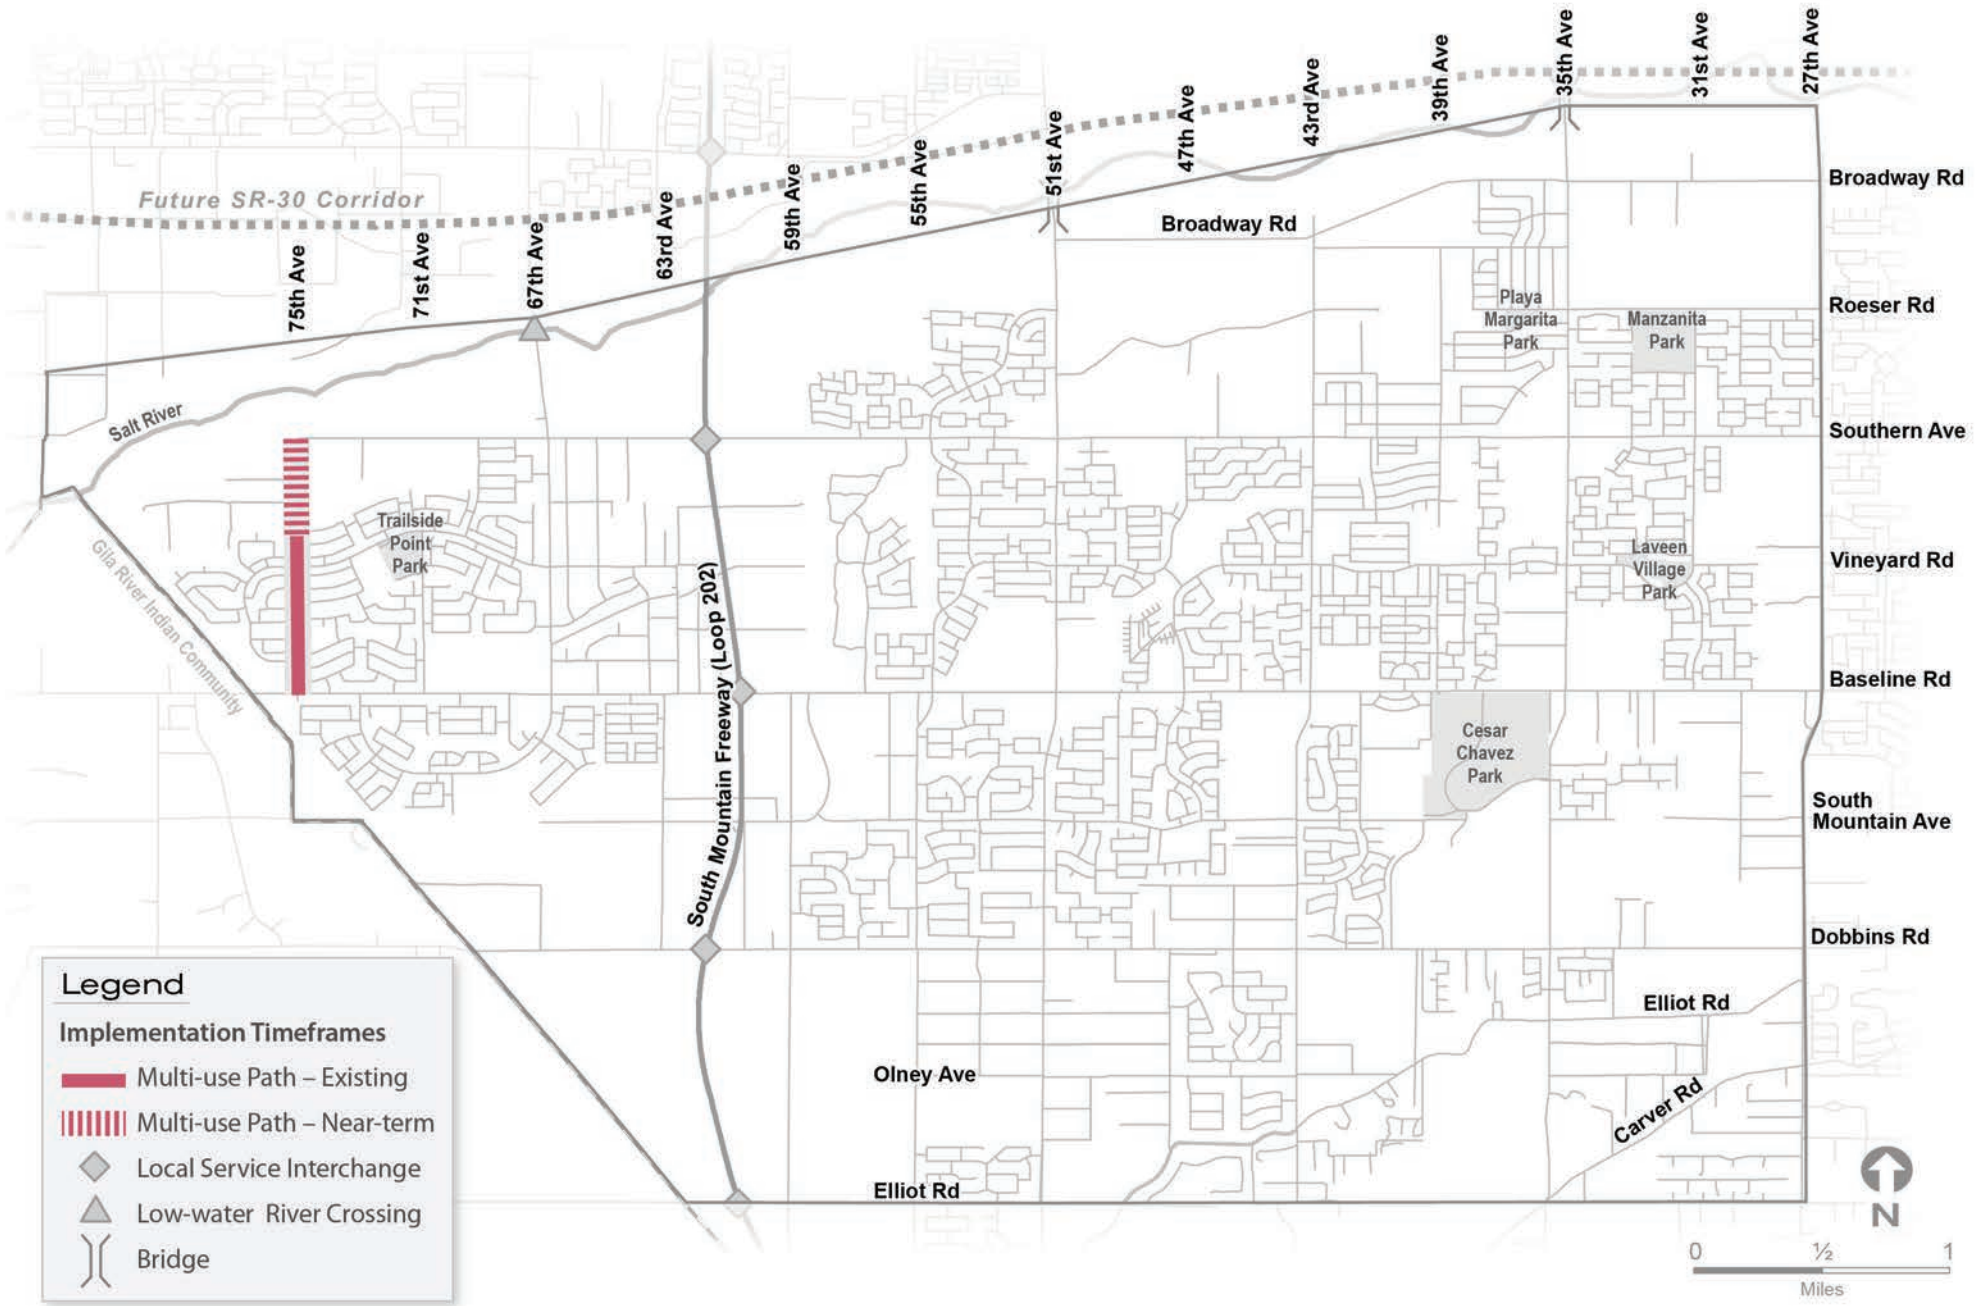 75th Ave
71st Ave
67th Ave
63rd Ave
59th Ave
55th Ave
51st Ave
47th Ave
43rd Ave
39th Ave
35th Ave
31st Ave
27th Ave
Future SR-30 Corridor
Broadway Rd
Broadway Rd
Roeser Rd
Playa
Margarita
Park
Manzanita
Park
Salt River
Southern Ave
Trailside
Point
Park
Gila River Indian Community
South Mountain Freeway (Loop 202)
Laveen
Village
Park
Vineyard Rd
Baseline Rd
Cesar
Chavez
Park
South
Mountain Ave
Dobbins Rd
Elliot Rd
Olney Ave
Carver Rd
Elliot Rd
Legend
Implementation Timeframes
Multi-use Path – Existing
Multi-use Path – Near-term
Local Service Interchange
Low-water River Crossing
Bridge
N
0 ½ 1
Miles